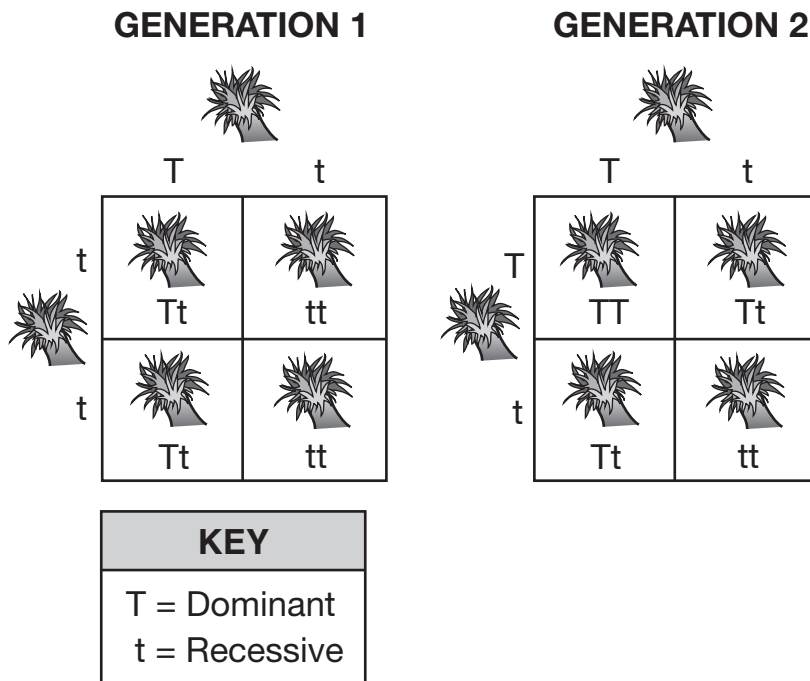 GENERATION 1 GENERATION 2
T t T t
t T
Tt tt TT Tt
t t
Tt tt Tt tt
KEY
T = Dominant
t = Recessive